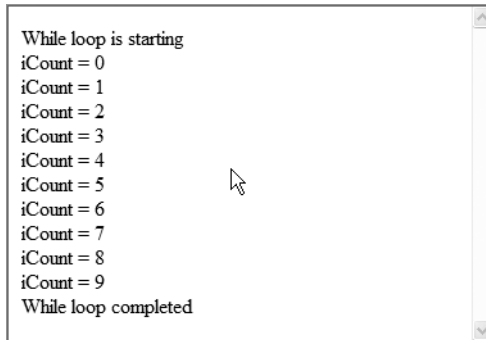 While loop is starting
iCount = 0
iCount = 1
iCount = 2
iCount = 3
iCount = 4
iCount = 5
iCount = 6
iCount = 7
iCount = 8
iCount = 9
While loop completed